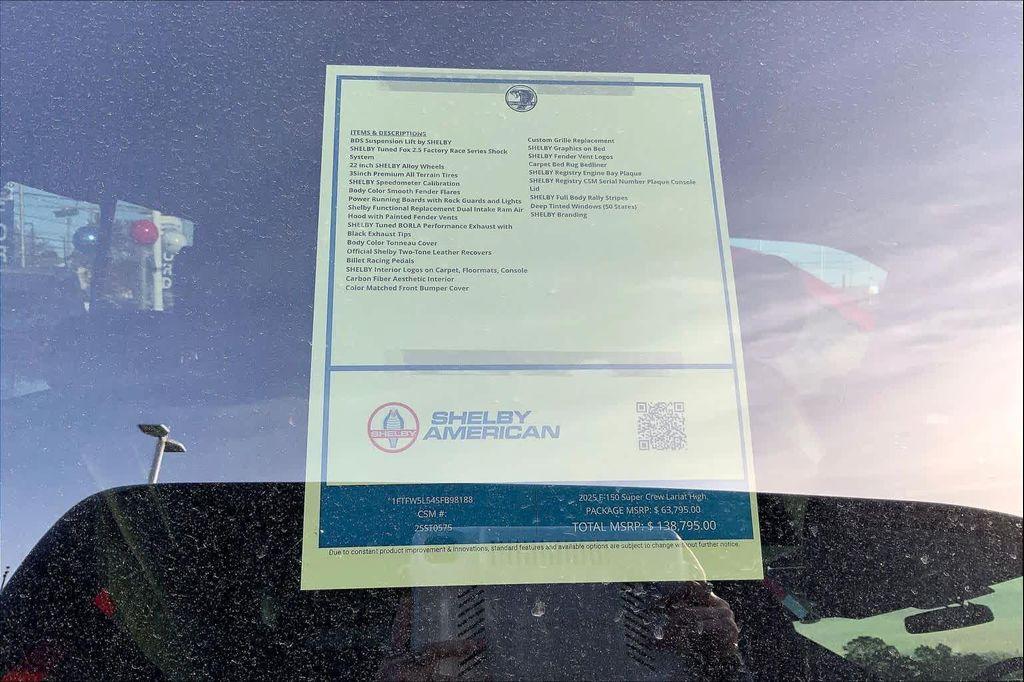 ITEMS & DESCRIPTIONS
BDS Suspension Lift by SHELBY
SHELBY Tuned Fox 2.5 Factory Race Series Shock
System
22 inch SHELBY Alloy Wheels
35inch Premium All Terrain Tires
SHELBY Speedometer Calibration
Body Color Smooth Fender Flares
Power Running Boards with Rock Guards and Lights
Shelby Functional Replacement Dual Intake Ram Air
Hood with Painted Fender Vents
SHELBY Tuned BORLA Performance Exhaust with
Black Exhaust Tips
Body Color Tonneau Cover
Official Shelby Two-Tone Leather Recovers
Billet Racing Pedals
SHELBY Interior Logos on Carpet, Floormats, Console
Carbon Fiber Aesthetic Interior
Color Matched Front Bumper Cover
Custom Grille Replacement
SHELBY Graphics on Bed
SHELBY Fender Vent Logos
Carpet Bed Rug Bedliner
SHELBY Registry Engine Bay Plaque
SHELBY Registry CSM Serial Number Plaque Console
Lid
SHELBY Full Body Rally Stripes
Deep Tinted Windows (50 States)
SHELBY Branding
SHELBY
SHELBY
AMERICAN
1FTFW5L54SFB98188
CSM #:
25ST0575
2025 F-150 Super Crew Lariat High
PACKAGE MSRP: $ 63,795.00
TOTAL MSRP: $ 138,795.00
Due to constant product improvement & innovations, standard features and available options are subject to change without further notice.